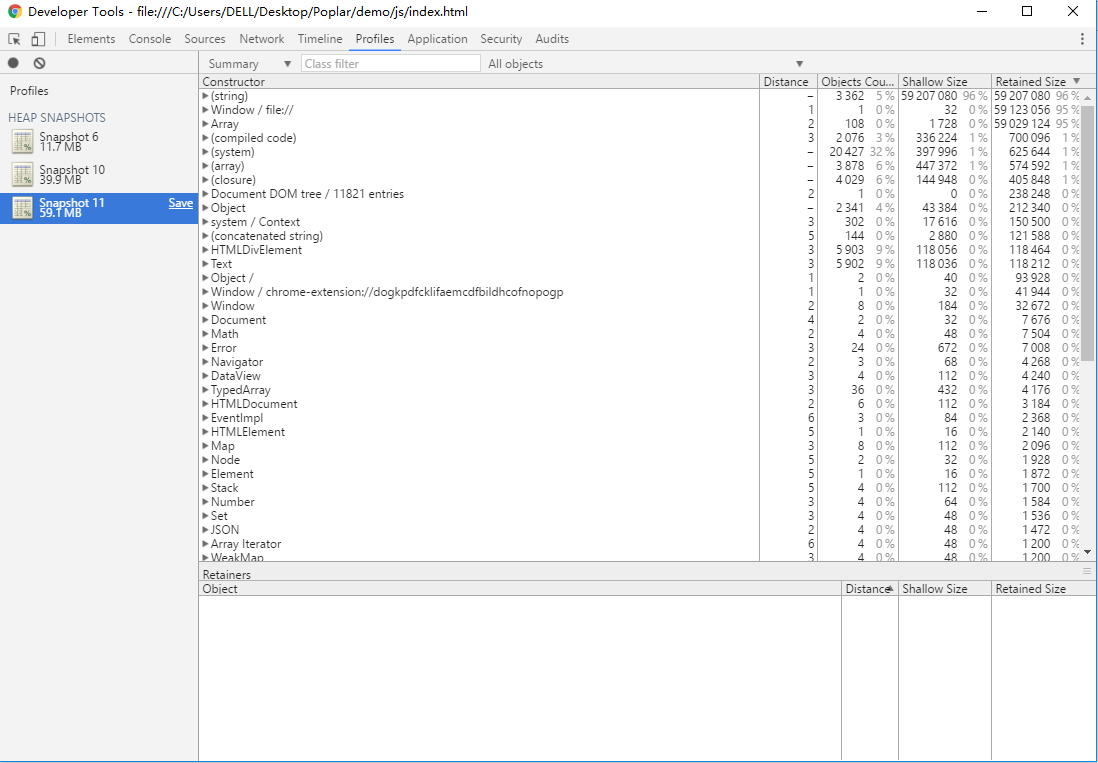 Developer Tools - file:///C:/Users/DELL/Desktop/Poplar/demo/js/index.html
Elements Console Sources Network Timeline Profiles Application Security Audits
Summary Class filter All objects
Profiles
HEAP SNAPSHOTS
Snapshot 6
11.7 MB
Snapshot 10
39.9 MB
Snapshot 11 Save
59.1 MB
Constructor Distance Objects Cou... Shallow Size Retained Size
(string) – 3 362 5 % 59 207 080 96 % 59 207 080 96 %
Window / file:// 1 1 0 % 32 0 % 59 123 056 95 %
Array 2 108 0 % 1 728 0 % 59 029 124 95 %
(compiled code) 3 2 076 3 % 336 224 1 % 700 096 1 %
(system) – 20 427 32 % 397 996 1 % 625 644 1 %
(array) – 3 878 6 % 447 372 1 % 574 592 1 %
(closure) – 4 029 6 % 144 948 0 % 405 848 1 %
Document DOM tree / 11821 entries 2 1 0 % 0 0 % 238 248 0 %
Object – 2 341 4 % 43 384 0 % 212 340 0 %
system / Context 3 302 0 % 17 616 0 % 150 500 0 %
(concatenated string) 5 144 0 % 2 880 0 % 121 588 0 %
HTMLDivElement 3 5 903 9 % 118 056 0 % 118 464 0 %
Text 3 5 902 9 % 118 036 0 % 118 212 0 %
Object / 1 2 0 % 40 0 % 93 928 0 %
Window / chrome-extension://dogkpdfcklifaemcdfbildhcofnopogp 1 1 0 % 32 0 % 41 944 0 %
Window 2 8 0 % 184 0 % 32 672 0 %
Document 4 2 0 % 32 0 % 7 676 0 %
Math 2 4 0 % 48 0 % 7 504 0 %
Error 3 24 0 % 672 0 % 7 008 0 %
Navigator 2 3 0 % 68 0 % 4 268 0 %
DataView 3 4 0 % 112 0 % 4 240 0 %
TypedArray 3 36 0 % 432 0 % 4 176 0 %
HTMLDocument 2 6 0 % 112 0 % 3 184 0 %
EventImpl 6 3 0 % 84 0 % 2 368 0 %
HTMLElement 5 1 0 % 16 0 % 2 140 0 %
Map 3 8 0 % 112 0 % 2 096 0 %
Node 5 2 0 % 32 0 % 1 928 0 %
Element 5 1 0 % 16 0 % 1 872 0 %
Stack 5 4 0 % 112 0 % 1 700 0 %
Number 3 4 0 % 64 0 % 1 584 0 %
Set 3 4 0 % 48 0 % 1 536 0 %
JSON 2 4 0 % 48 0 % 1 472 0 %
Array Iterator 6 4 0 % 48 0 % 1 200 0 %
WeakMap 3 4 0 % 48 0 % 1 200 0 %
Retainers
Object Distance Shallow Size Retained Size